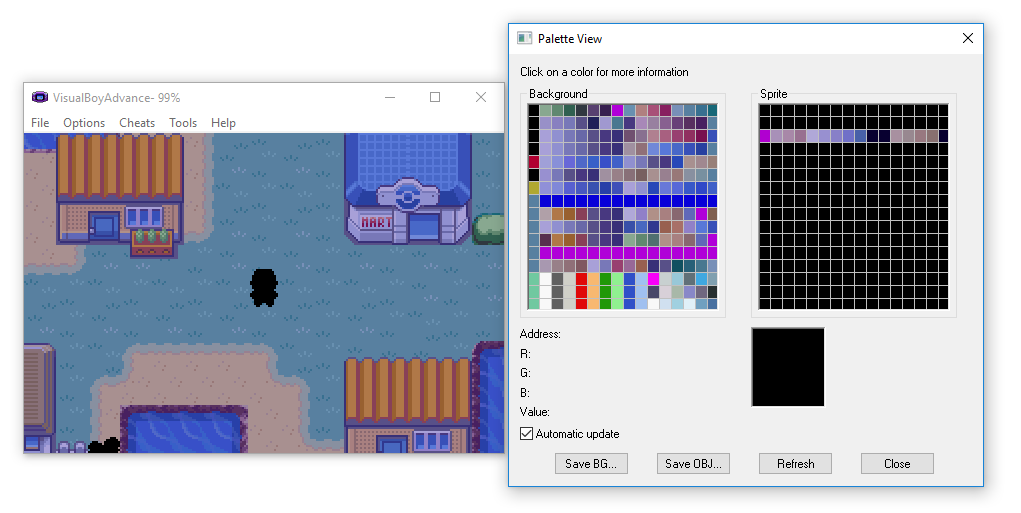 VisualBoyAdvance- 99%
File Options Cheats Tools Help
MART
Palette View
Click on a color for more information
Background
Sprite
Address:
R:
G:
B:
Value:
Automatic update
Save BG...
Save OBJ...
Refresh
Close